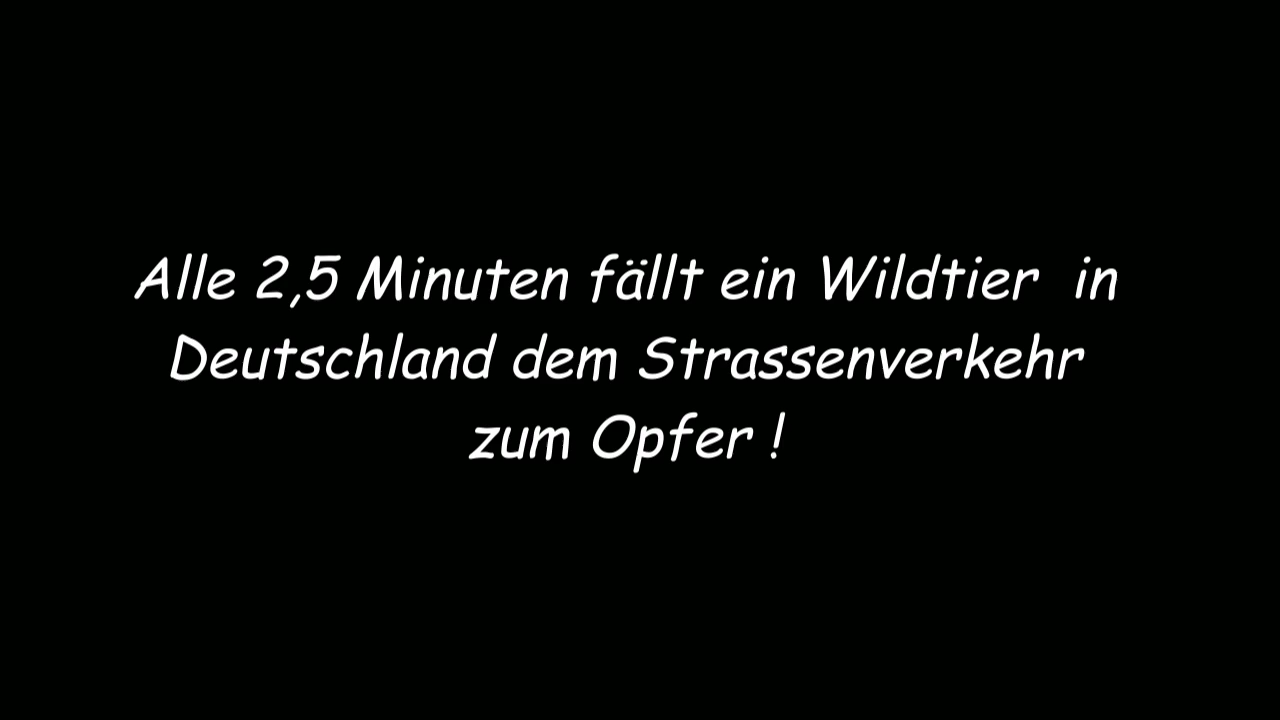 Alle 2,5 Minuten fällt ein Wildtier  in
Deutschland dem Strassenverkehr
zum Opfer !